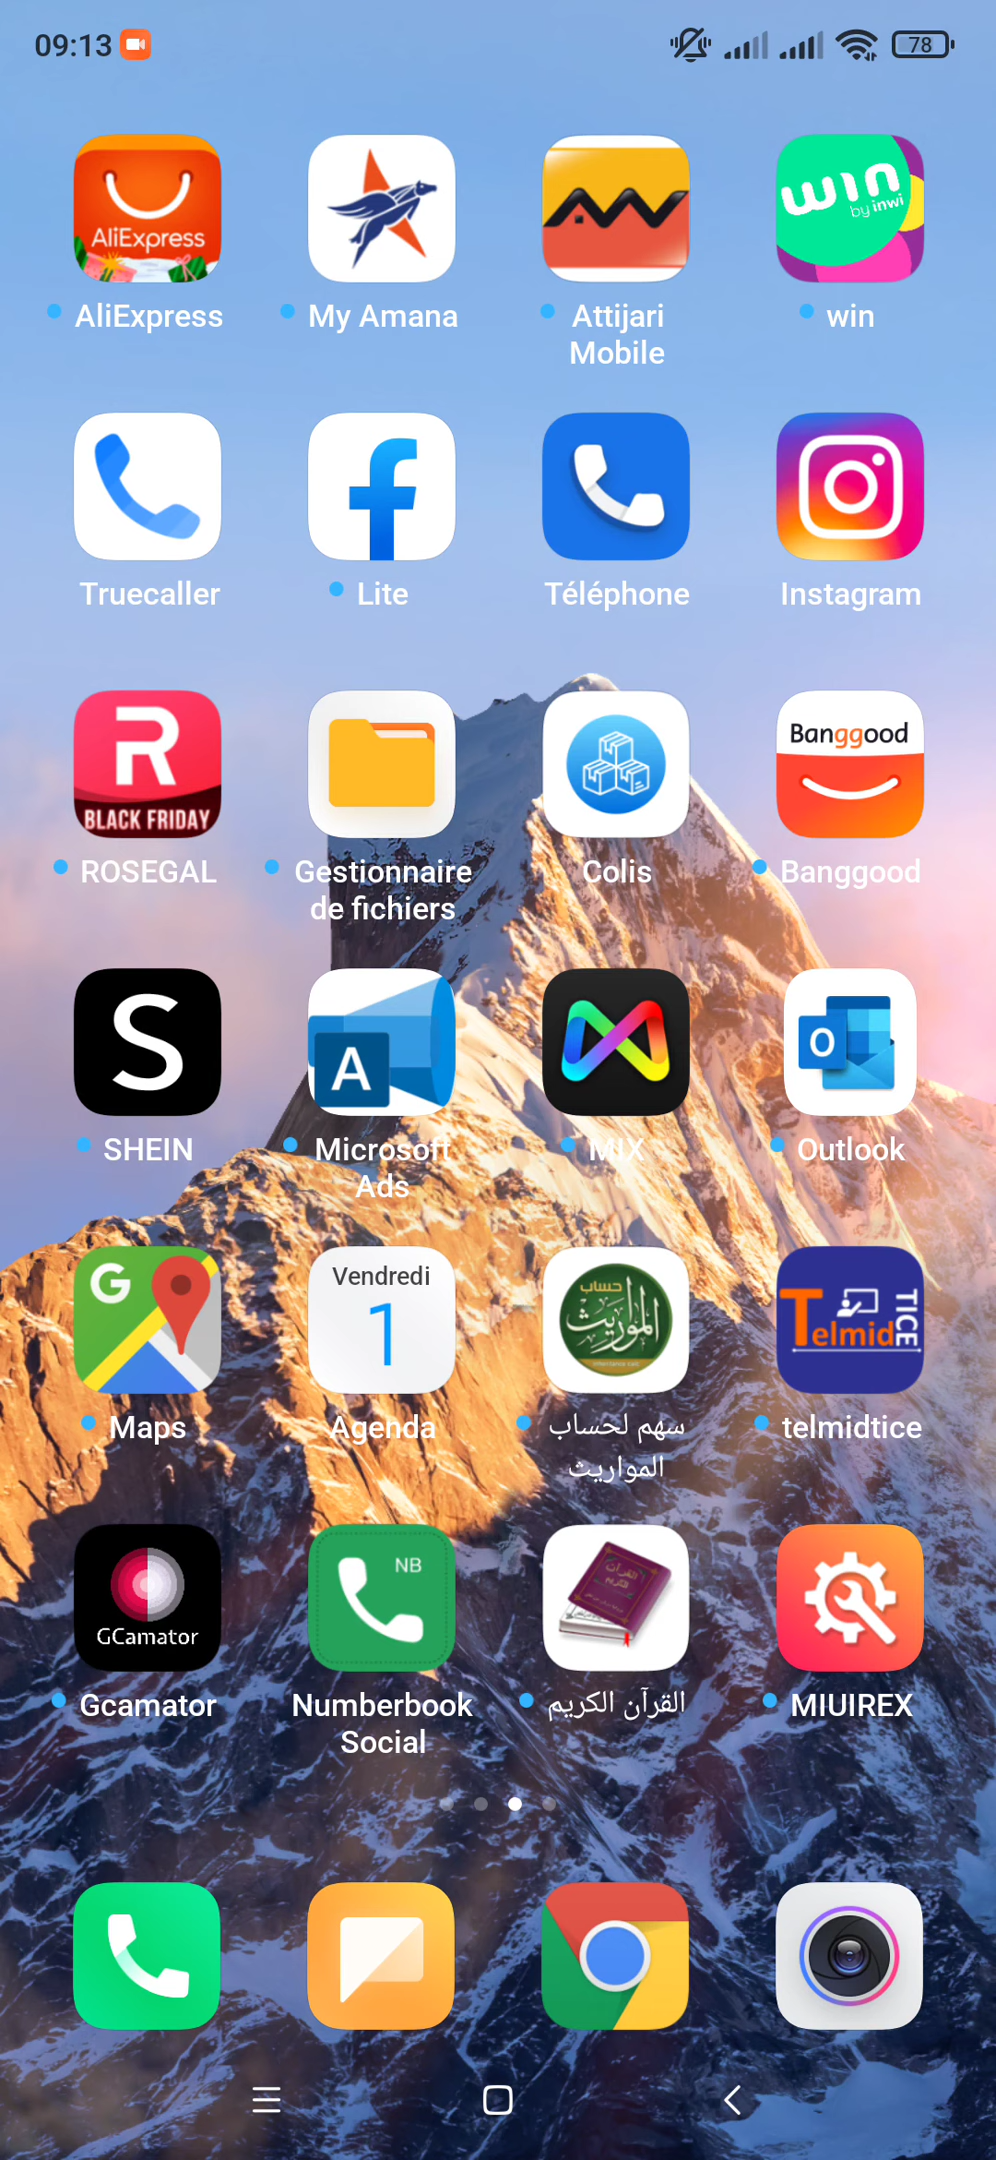 09:13
78
AliExpress
win
by inwi
AliExpress
My Amana
Attijari
Mobile
win
Truecaller
Lite
Téléphone
Instagram
R
BLACK FRIDAY
Banggood
ROSEGAL
Gestionnaire
de fichiers
Colis
Banggood
S
A
O
SHEIN
Microsoft
Ads
MIX
Outlook
G
Vendredi
1
حساب
المواريث
Telmid
TICE
Maps
Agenda
سهم لحساب
المواريث
telmidtice
GCamator
NB
القرآن
الكريم
Gcamator
Numberbook
Social
القرآن الكريم
MIUIREX